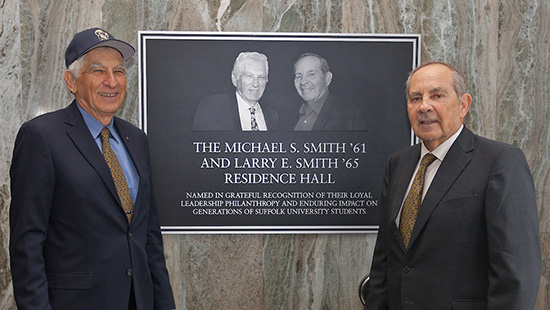 THE MICHAEL S. SMITH ’61
AND LARRY E. SMITH ’65
RESIDENCE HALL
NAMED IN GRATEFUL RECOGNITION OF THEIR LOYAL
LEADERSHIP PHILANTHROPY AND ENDURING IMPACT ON
GENERATIONS OF SUFFOLK UNIVERSITY STUDENTS